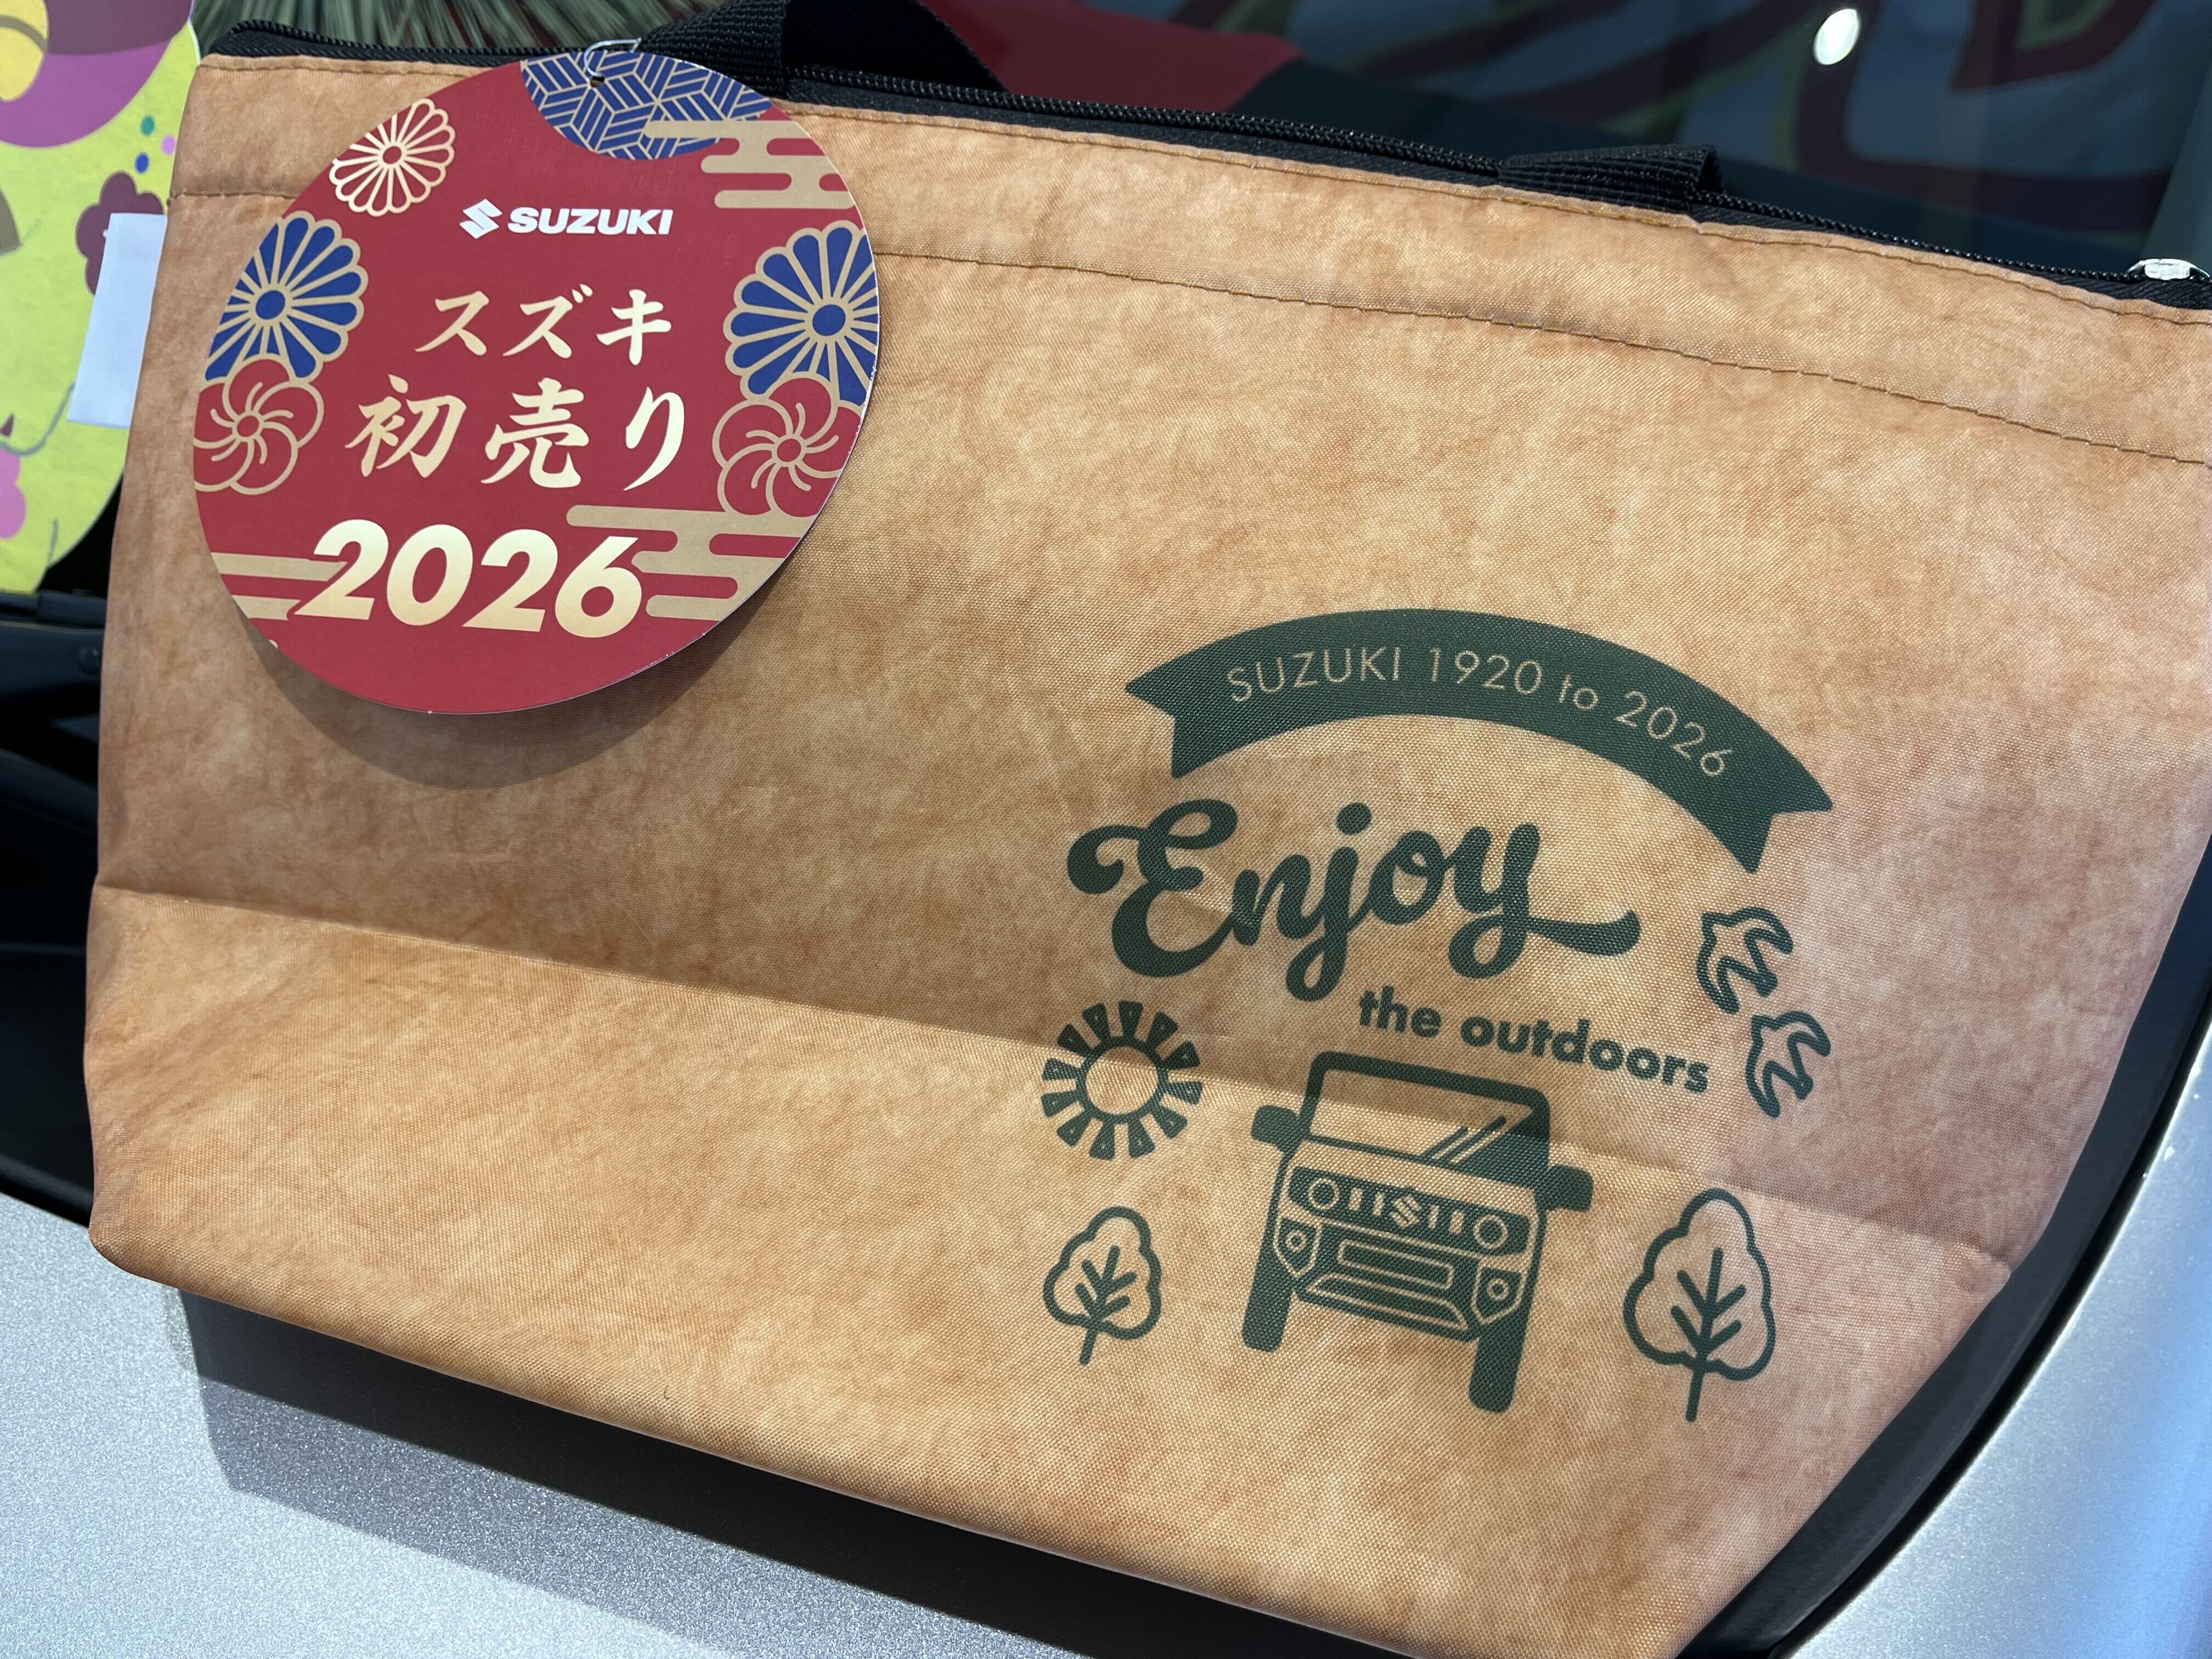 SUZUKI
スズキ
初売り
2026
SUZUKI 1920 to 2026
Enjoy
the outdoors